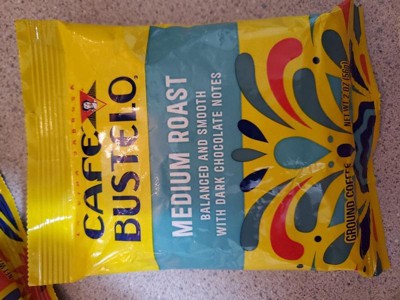 CAFÉ
BUSTELO
MEDIUM ROAST
BALANCED AND SMOOTH
WITH DARK CHOCOLATE NOTES
GROUND COFFEE